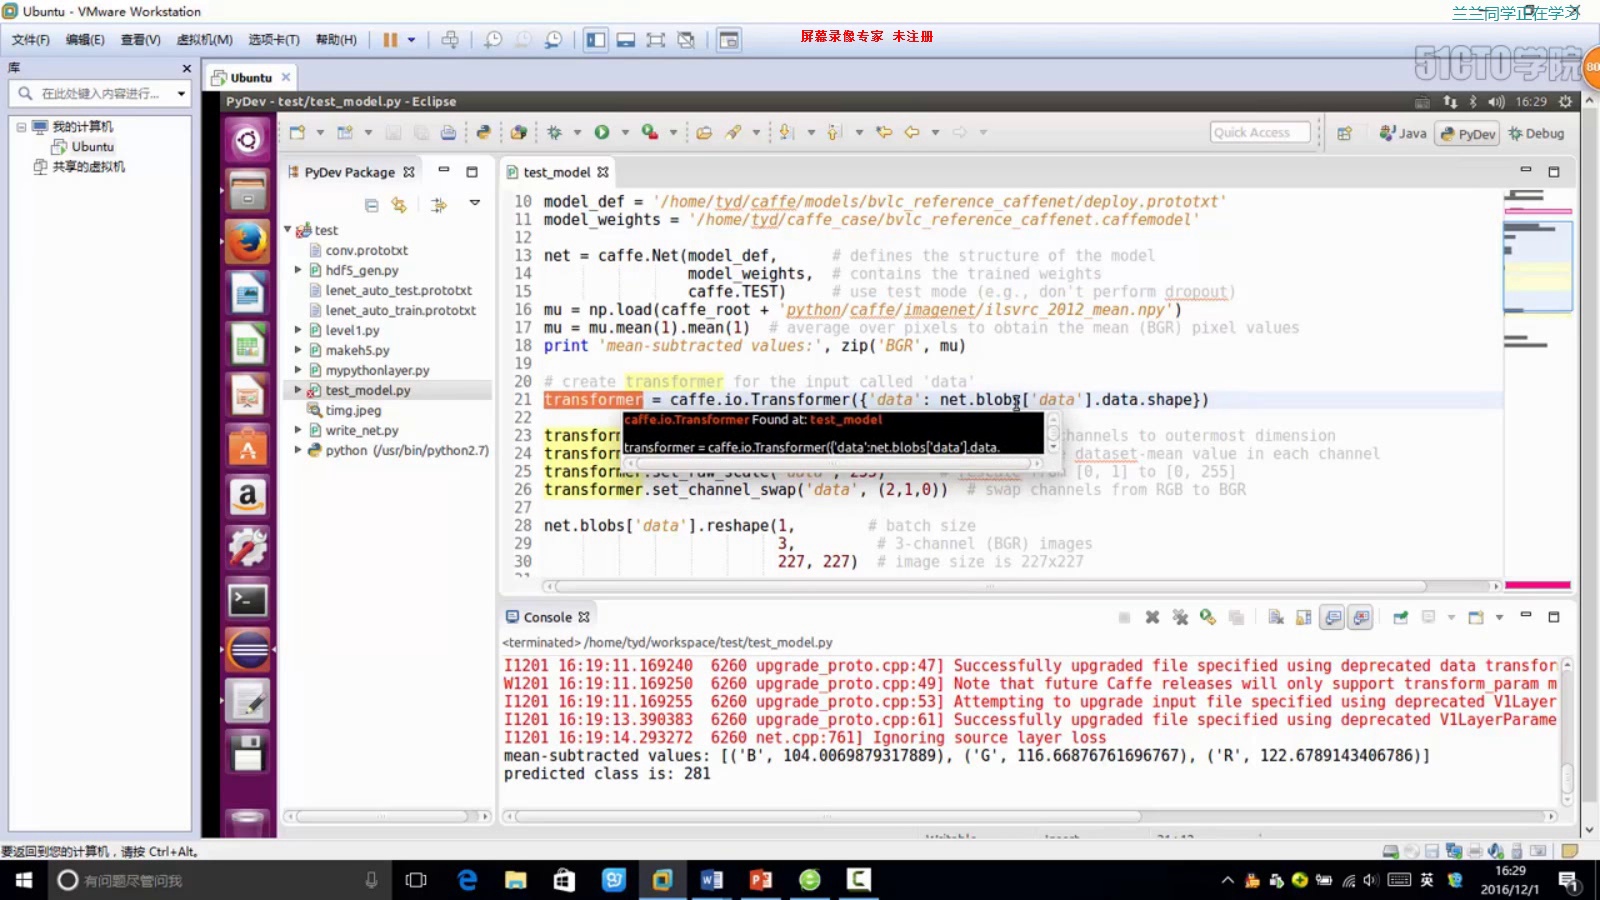 Ubuntu - VMware Workstation
兰兰同学正在学习
文件(F) 编辑(E) 查看(V) 虚拟机(M) 选项卡(T) 帮助(H)
屏幕录像专家 未注册
51CTO学院
80
库
Ubuntu
在此处键入内容进行...
我的计算机
Ubuntu
共享的虚拟机
PyDev - test/test_model.py - Eclipse
16:29
Quick Access
Java
PyDev
Debug
PyDev Package
test
conv.prototxt
hdf5_gen.py
lenet_auto_test.prototxt
lenet_auto_train.prototxt
level1.py
makeh5.py
mypythonlayer.py
test_model.py
timg.jpeg
write_net.py
python (/usr/bin/python2.7)
test_model
10 model_def = '/home/tyd/caffe/models/bvlc_reference_caffenet/deploy.prototxt'
11 model_weights = '/home/tyd/caffe_case/bvlc_reference_caffenet.caffemodel'
12
13 net = caffe.Net(model_def, # defines the structure of the model
14 model_weights, # contains the trained weights
15 caffe.TEST) # use test mode (e.g., don't perform dropout)
16 mu = np.load(caffe_root + 'python/caffe/imagenet/ilsvrc_2012_mean.npy')
17 mu = mu.mean(1).mean(1) # average over pixels to obtain the mean (BGR) pixel values
18 print 'mean-subtracted values:', zip('BGR', mu)
19
20 # create transformer for the input called 'data'
21 transformer = caffe.io.Transformer({'data': net.blobs['data'].data.shape})
22
caffe.io.Transformer Found at: test_model
transformer = caffe.io.Transformer({'data':net.blobs['data'].data.
23 transfor channels to outermost dimension
24 transfor dataset-mean value in each channel
25 transformer.set_raw_scale('data', 255) # rescale from [0, 1] to [0, 255]
26 transformer.set_channel_swap('data', (2,1,0)) # swap channels from RGB to BGR
27
28 net.blobs['data'].reshape(1, # batch size
29 3, # 3-channel (BGR) images
30 227, 227) # image size is 227x227
Console
<terminated> /home/tyd/workspace/test/test_model.py
I1201 16:19:11.169240 6260 upgrade_proto.cpp:47] Successfully upgraded file specified using deprecated data transfor
W1201 16:19:11.169250 6260 upgrade_proto.cpp:49] Note that future Caffe releases will only support transform_param m
I1201 16:19:11.169255 6260 upgrade_proto.cpp:53] Attempting to upgrade input file specified using deprecated V1Layer
I1201 16:19:13.390383 6260 upgrade_proto.cpp:61] Successfully upgraded file specified using deprecated V1LayerParame
I1201 16:19:14.293272 6260 net.cpp:761] Ignoring source layer loss
mean-subtracted values: [('B', 104.0069879317889), ('G', 116.66876761696767), ('R', 122.6789143406786)]
predicted class is: 281
要返回到您的计算机，请按 Ctrl+Alt。
有问题尽管问我
英
16:29
2016/12/1
1